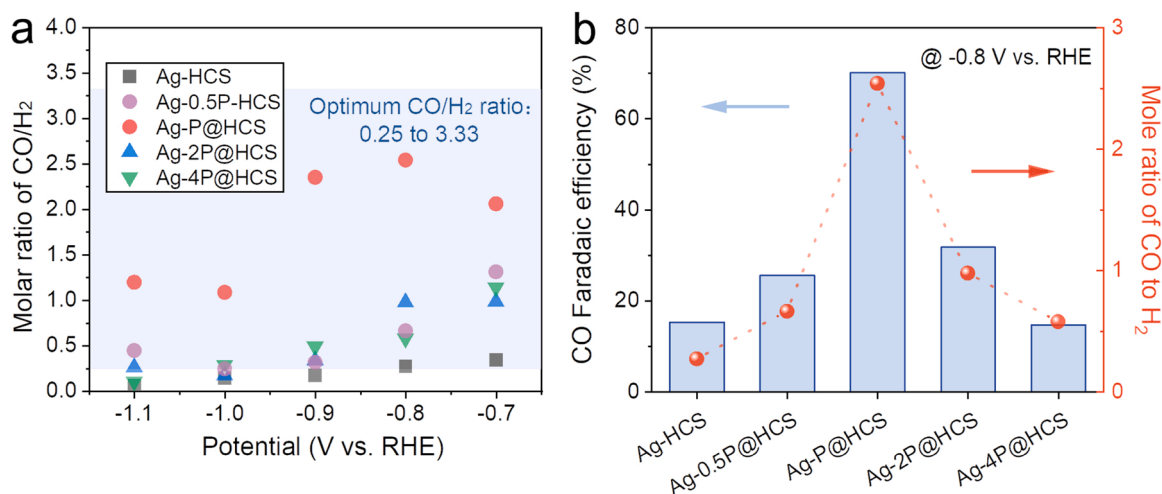 a
Molar ratio of CO/H₂
4.0
3.5
3.0
2.5
2.0
1.5
1.0
0.5
0.0
Ag-HCS
Ag-0.5P-HCS
Ag-P@HCS
Ag-2P@HCS
Ag-4P@HCS
Optimum CO/H₂ ratio:
0.25 to 3.33
-1.1 -1.0 -0.9 -0.8 -0.7
Potential (V vs. RHE)
b
CO Faradaic efficiency (%)
80
60
40
20
0
@ -0.8 V vs. RHE
3
2
1
0
Mole ratio of CO to H₂
Ag-HCS
Ag-0.5P@HCS
Ag-P@HCS
Ag-2P@HCS
Ag-4P@HCS